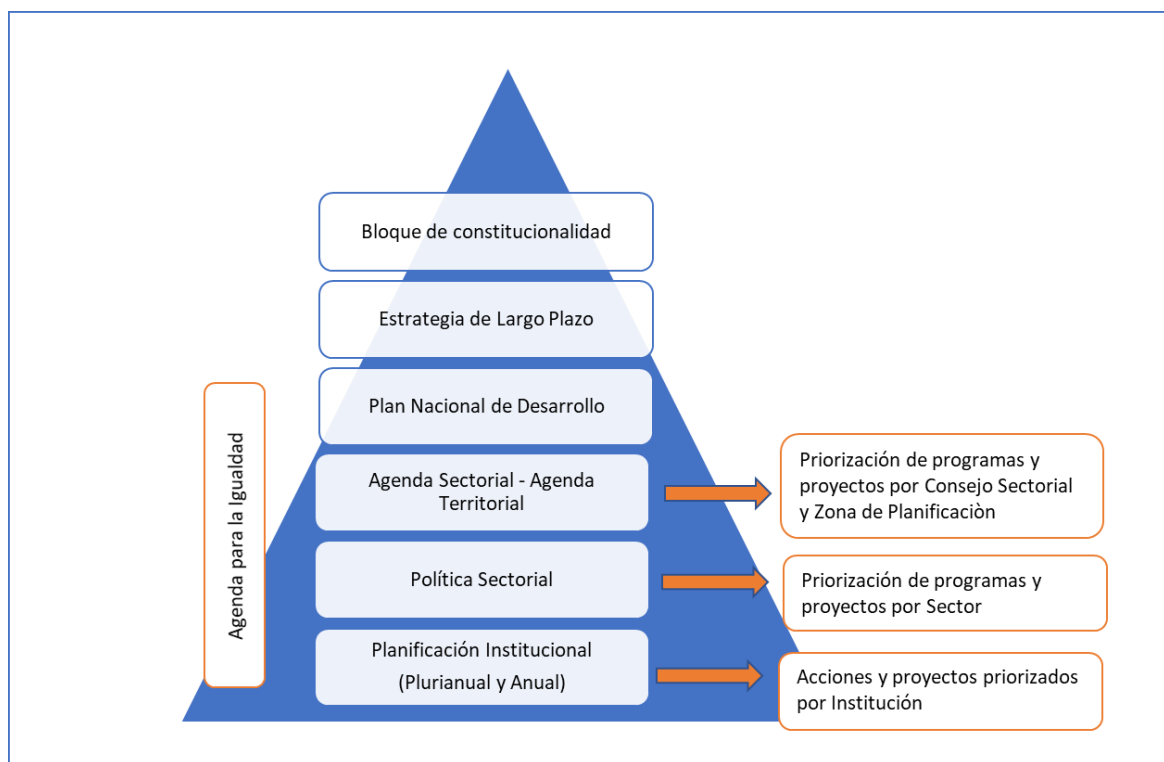 Bloque de constitucionalidad
Estrategia de Largo Plazo
Plan Nacional de Desarrollo
Agenda para la Igualdad
Agenda Sectorial - Agenda
Territorial
Priorización de programas y
proyectos por Consejo Sectorial
y Zona de Planificaciòn
Política Sectorial
Priorización de programas y
proyectos por Sector
Planificación Institucional
(Plurianual y Anual)
Acciones y proyectos priorizados
por Institución